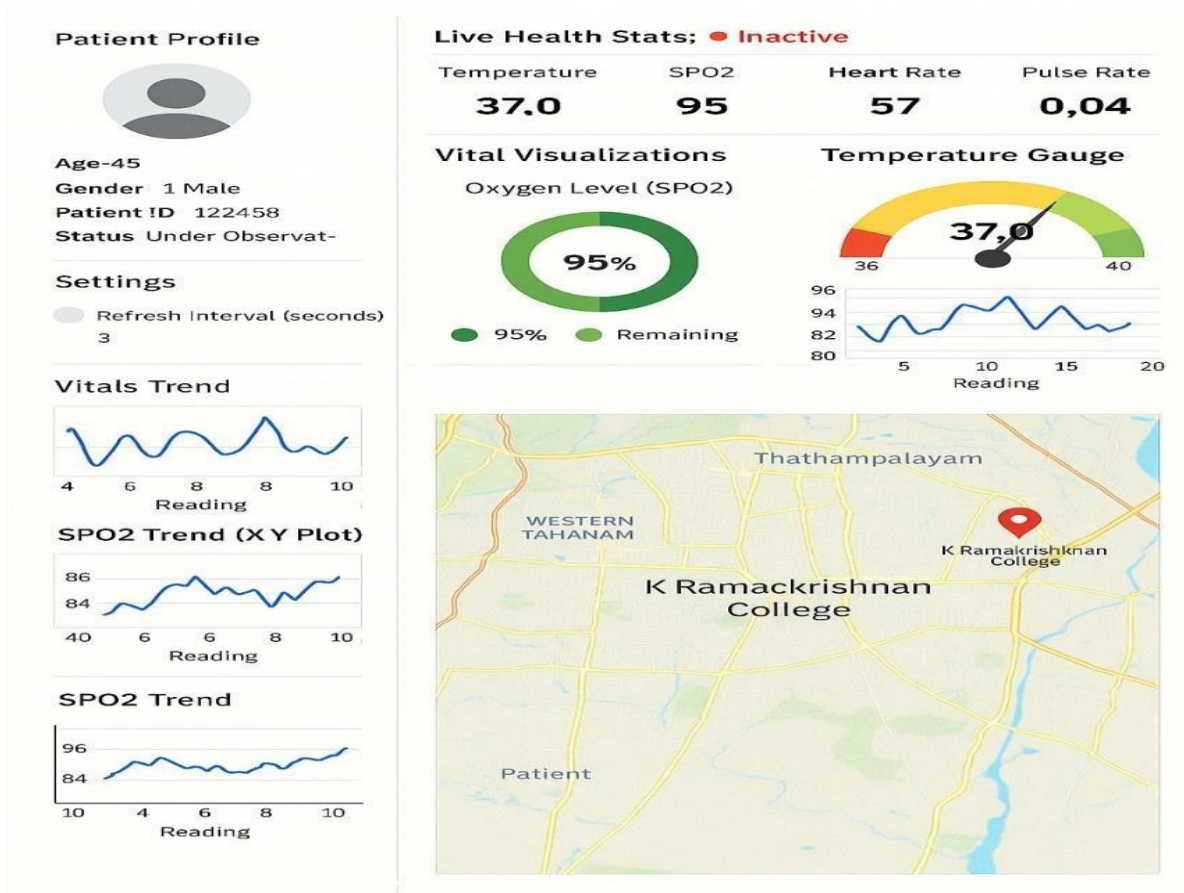 Patient Profile
Age-45
Gender 1 Male
Patient !D 122458
Status Under Observat-
Settings
Refresh Interval (seconds)
3
Vitals Trend
4 6 8 8 10
Reading
SPO2 Trend (X Y Plot)
86
84
40 6 6 8 10
Reading
SPO2 Trend
96
84
10 4 6 8 10
Reading
Live Health Stats; Inactive
Temperature SPO2 Heart Rate Pulse Rate
37.0 95 57 0,04
Vital Visualizations
Oxygen Level (SPO2)
95%
95% Remaining
Temperature Gauge
37,0
36 40
96
94
82
80
5 10 15 20
Reading
Thathampalayam
WESTERN
TAHANAM
K Ramakrishknan
College
K Ramackrishnan
College
Patient